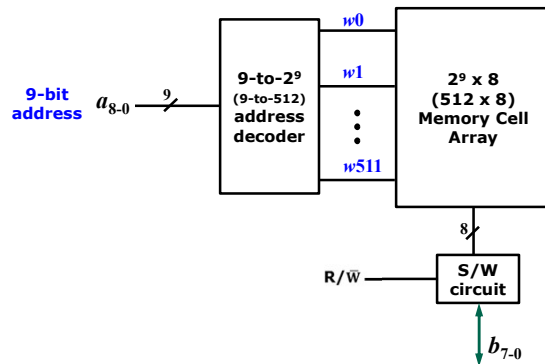 w0
9-bit
address
a₈₋₀
9
9-to-2⁹
(9-to-512)
address
decoder
w1
w511
2⁹ x 8
(512 x 8)
Memory Cell
Array
8
R/W̅
S/W
circuit
b₇₋₀